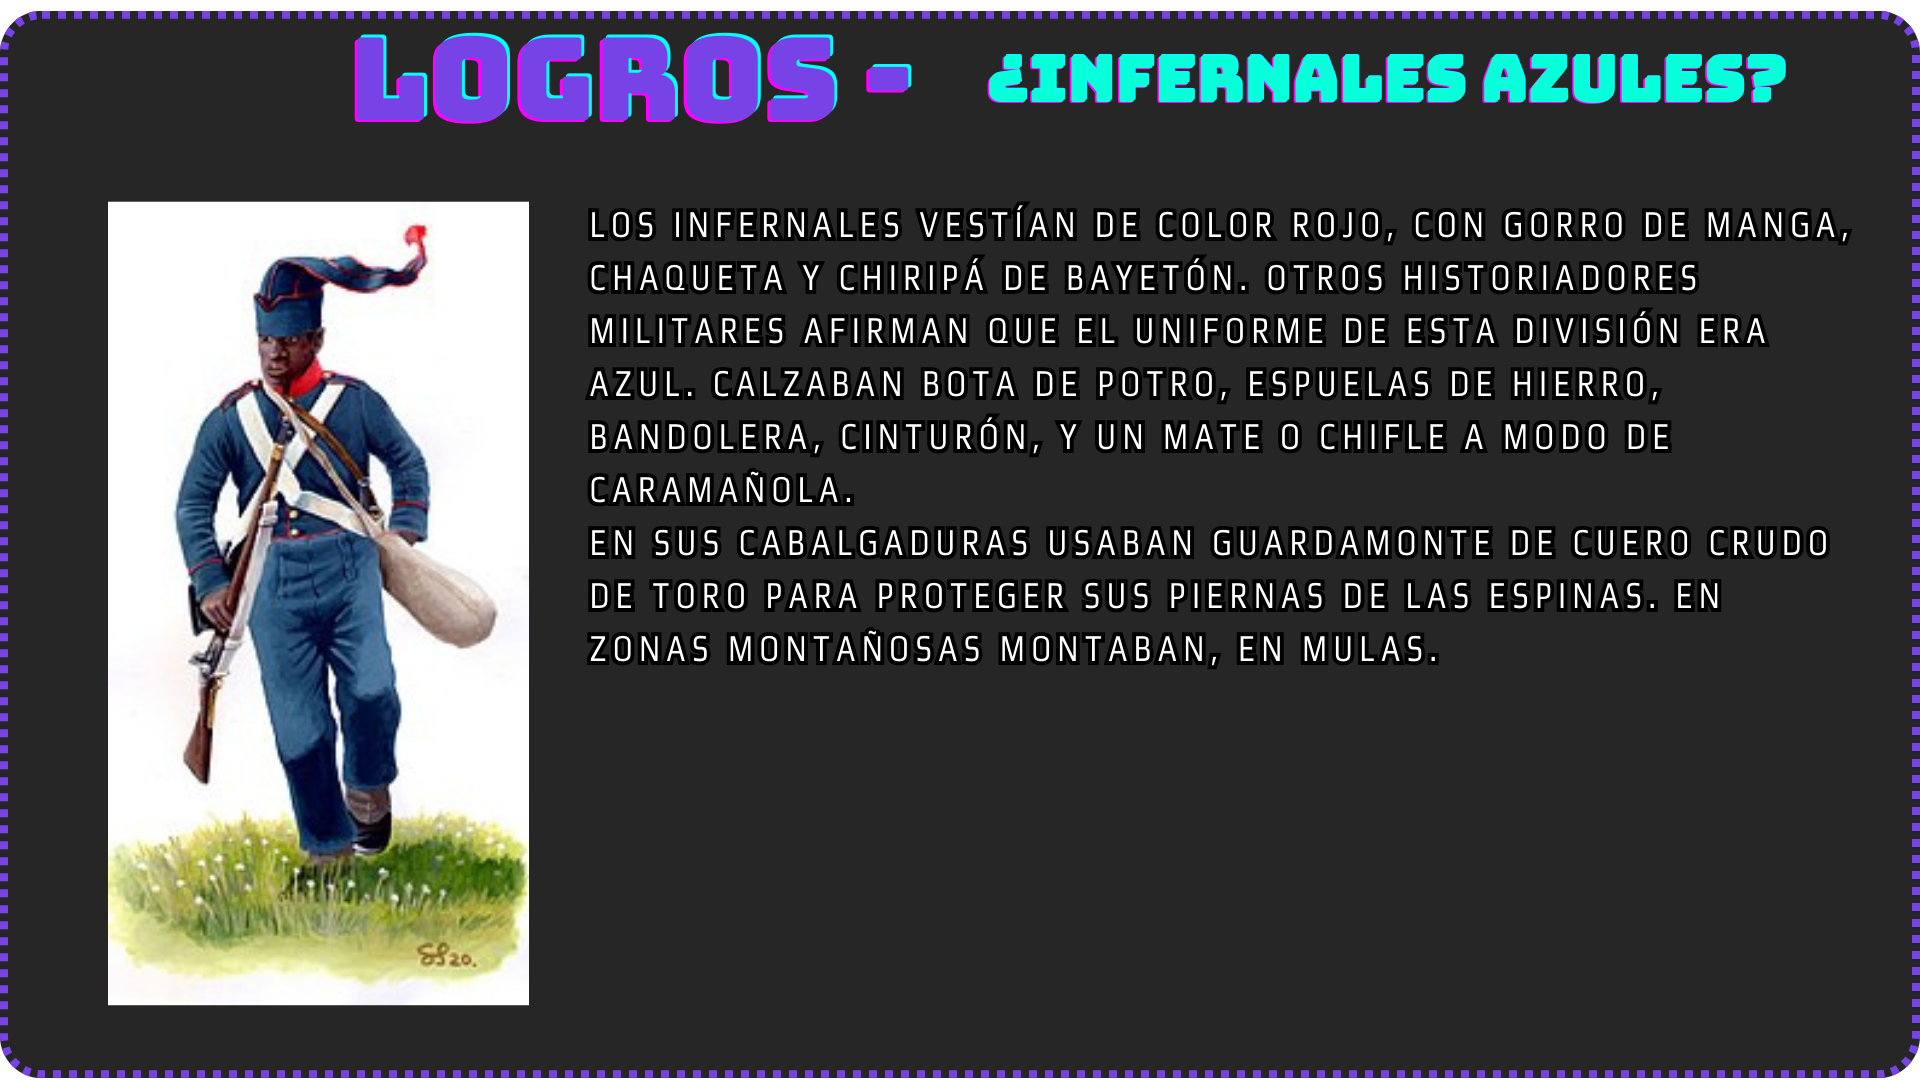 LOGROS - ¿INFERNALES AZULES?
LOS INFERNALES VESTÍAN DE COLOR ROJO, CON GORRO DE MANGA,
CHAQUETA Y CHIRIPÁ DE BAYETÓN. OTROS HISTORIADORES
MILITARES AFIRMAN QUE EL UNIFORME DE ESTA DIVISIÓN ERA
AZUL. CALZABAN BOTA DE POTRO, ESPUELAS DE HIERRO,
BANDOLERA, CINTURÓN, Y UN MATE O CHIFLE A MODO DE
CARAMAÑOLA.
EN SUS CABALGADURAS USABAN GUARDAMONTE DE CUERO CRUDO
DE TORO PARA PROTEGER SUS PIERNAS DE LAS ESPINAS. EN
ZONAS MONTAÑOSAS MONTABAN, EN MULAS.
20.